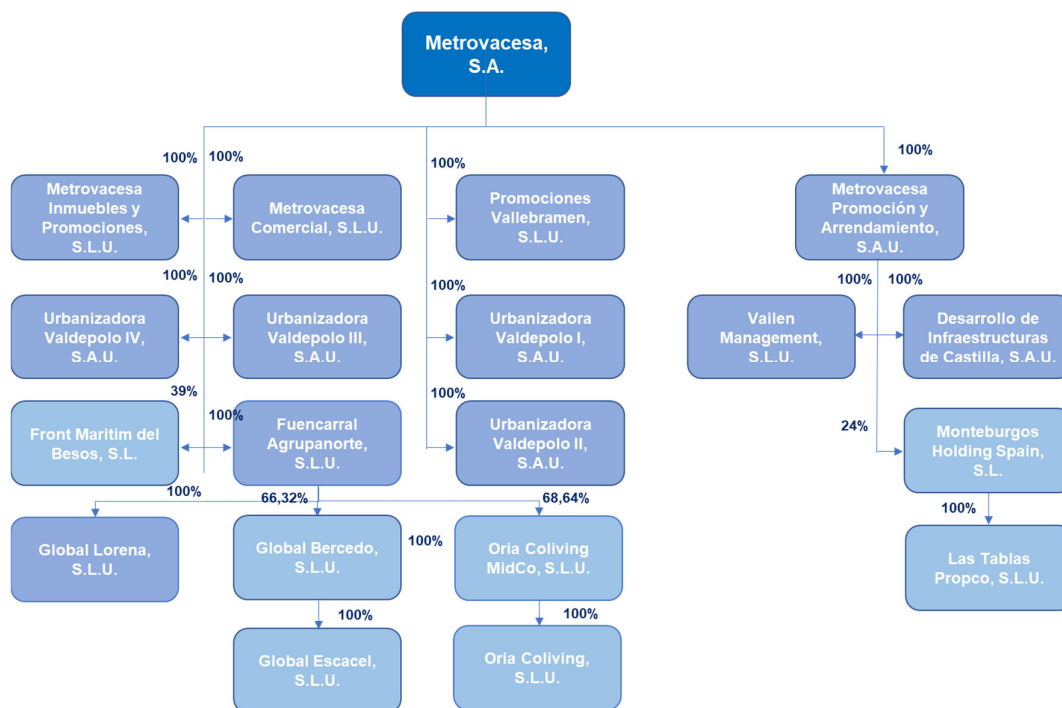 Metrovacesa,
S.A.
100%
100%
100%
100%
Metrovacesa
Inmuebles y
Promociones,
S.L.U.
Metrovacesa
Comercial, S.L.U.
Promociones
Vallebramen,
S.L.U.
Metrovacesa
Promoción y
Arrendamiento,
S.A.U.
100%
100%
100%
100%
100%
Urbanizadora
Valdepolo IV,
S.A.U.
Urbanizadora
Valdepolo III,
S.A.U.
Urbanizadora
Valdepolo I,
S.A.U.
Vailen
Management,
S.L.U.
Desarrollo de
Infraestructuras
de Castilla, S.A.U.
39%
100%
100%
24%
Front Maritim del
Besos, S.L.
Fuencarral
Agrupanorte,
S.L.U.
Urbanizadora
Valdepolo II,
S.A.U.
Monteburgos
Holding Spain,
S.L.
100%
66,32%
68,64%
100%
Global Lorena,
S.L.U.
Global Bercedo,
S.L.U.
100%
Oria Coliving
MidCo, S.L.U.
Las Tablas
Propco, S.L.U.
100%
100%
Global Escacel,
S.L.U.
Oria Coliving,
S.L.U.